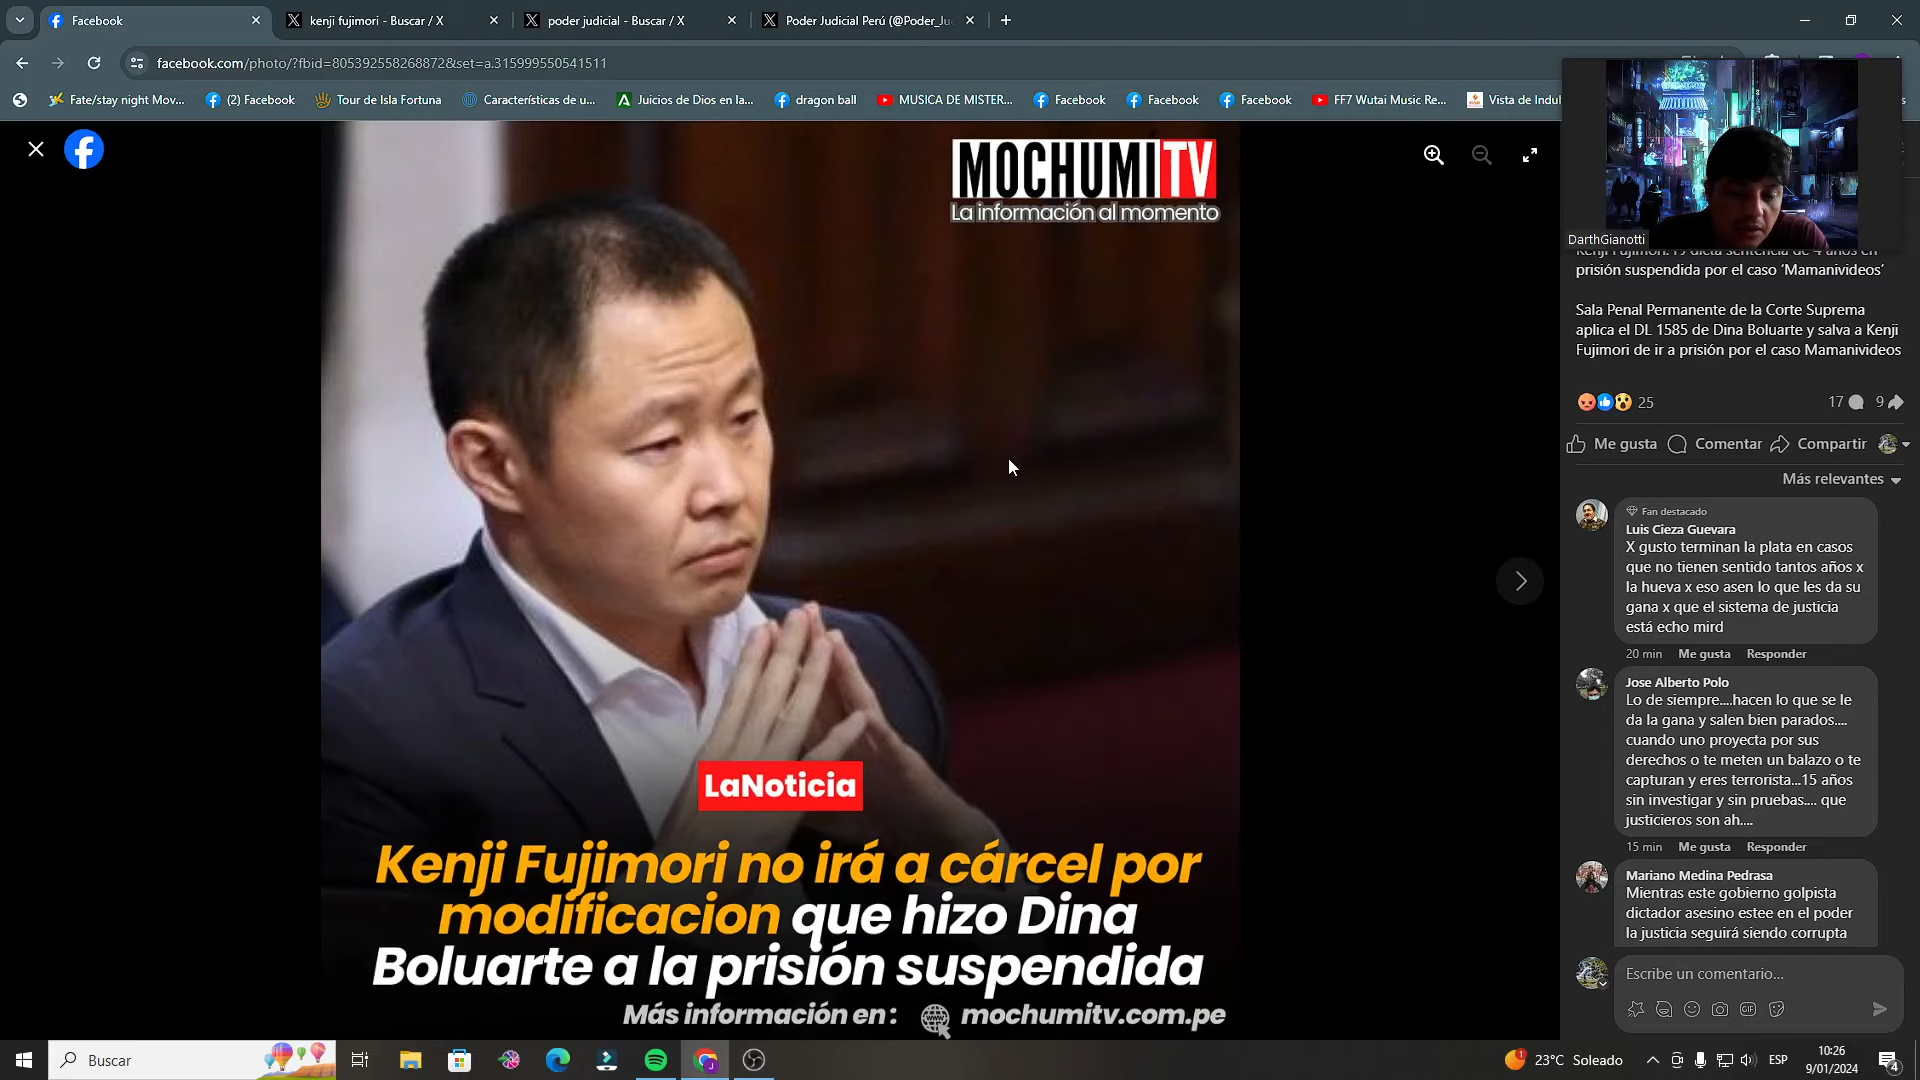 Facebook
kenji fujimori - Buscar / X
poder judicial - Buscar / X
Poder Judicial Perú (@Poder_Ju
facebook.com/photo/?fbid=805392558268872&set=a.315999550541511
Fate/stay night Mov...
(2) Facebook
Tour de Isla Fortuna
Características de u...
Juicios de Dios en la...
dragon ball
MUSICA DE MISTER...
Facebook
Facebook
Facebook
FF7 Wutai Music Re...
Vista de Induh
MOCHUMI TV
La información al momento
LaNoticia
Kenji Fujimori no irá a cárcel por
modificacion que hizo Dina
Boluarte a la prisión suspendida
Más información en :
mochumitv.com.pe
DarthGianotti
prisión suspendida por el caso ‘Mamanivideos’
Sala Penal Permanente de la Corte Suprema
aplica el DL 1585 de Dina Boluarte y salva a Kenji
Fujimori de ir a prisión por el caso Mamanivideos
25
17
9
Me gusta
Comentar
Compartir
Más relevantes
Fan destacado
Luis Cieza Guevara
X gusto terminan la plata en casos
que no tienen sentido tantos años x
la hueva x eso asen lo que les da su
gana x que el sistema de justicia
está echo mird
20 min Me gusta Responder
Jose Alberto Polo
Lo de siempre....hacen lo que se le
da la gana y salen bien parados....
cuando uno proyecta por sus
derechos o te meten un balazo o te
capturan y eres terrorista...15 años
sin investigar y sin pruebas.... que
justicieros son ah....
15 min Me gusta Responder
Mariano Medina Pedrasa
Mientras este gobierno golpista
dictador asesino estee en el poder
la justicia seguirá siendo corrupta
Escribe un comentario...
GIF
Buscar
1
23°C Soleado
ESP
10:26
9/01/2024
4